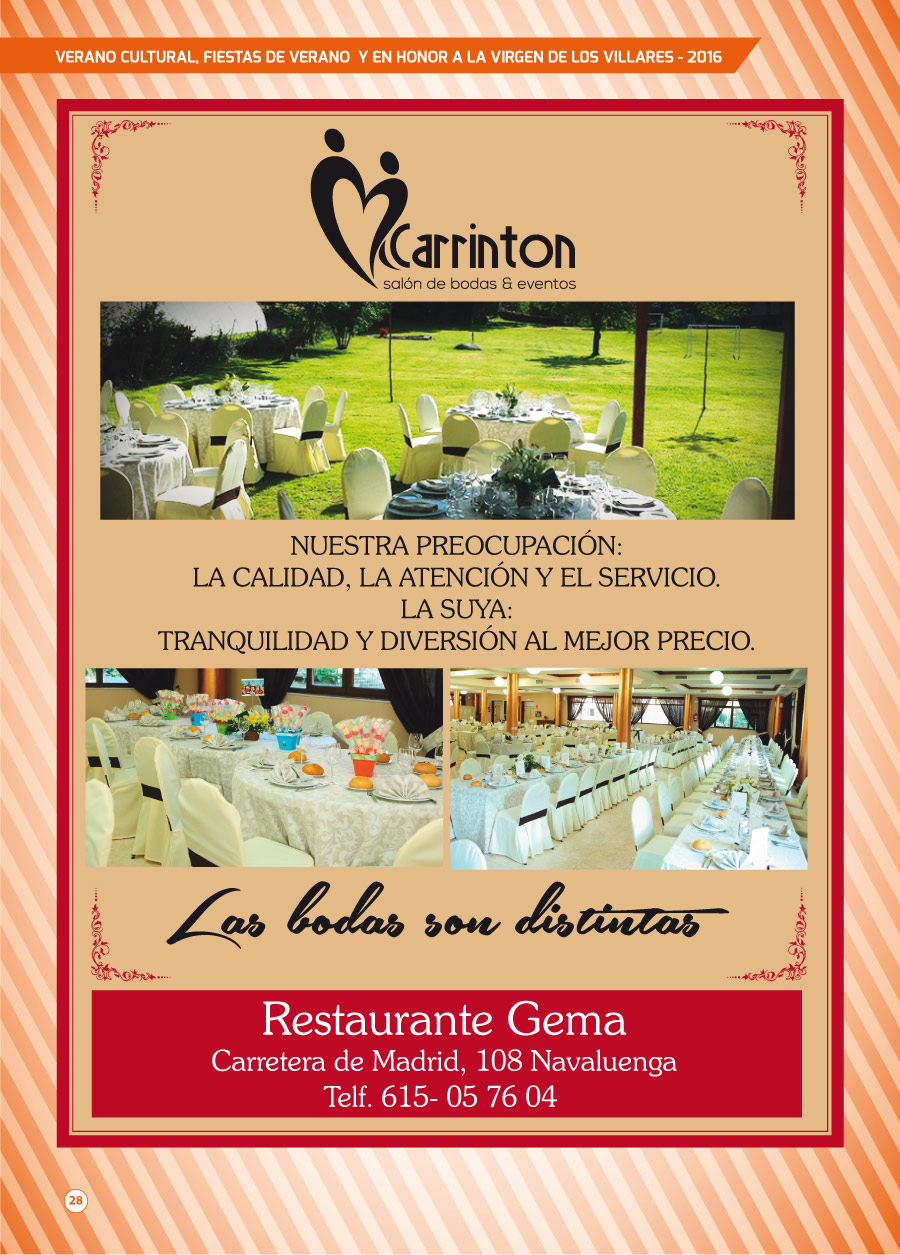 VERANO CULTURAL, FIESTAS DE VERANO Y EN HONOR A LA VIRGEN DE LOS VILLARES - 2016
Carrinton
salón de bodas & eventos
NUESTRA PREOCUPACIÓN:
LA CALIDAD, LA ATENCIÓN Y EL SERVICIO.
LA SUYA:
TRANQUILIDAD Y DIVERSIÓN AL MEJOR PRECIO.
Las bodas son distintas
Restaurante Gema
Carretera de Madrid, 108 Navaluenga
Telf. 615- 05 76 04
28